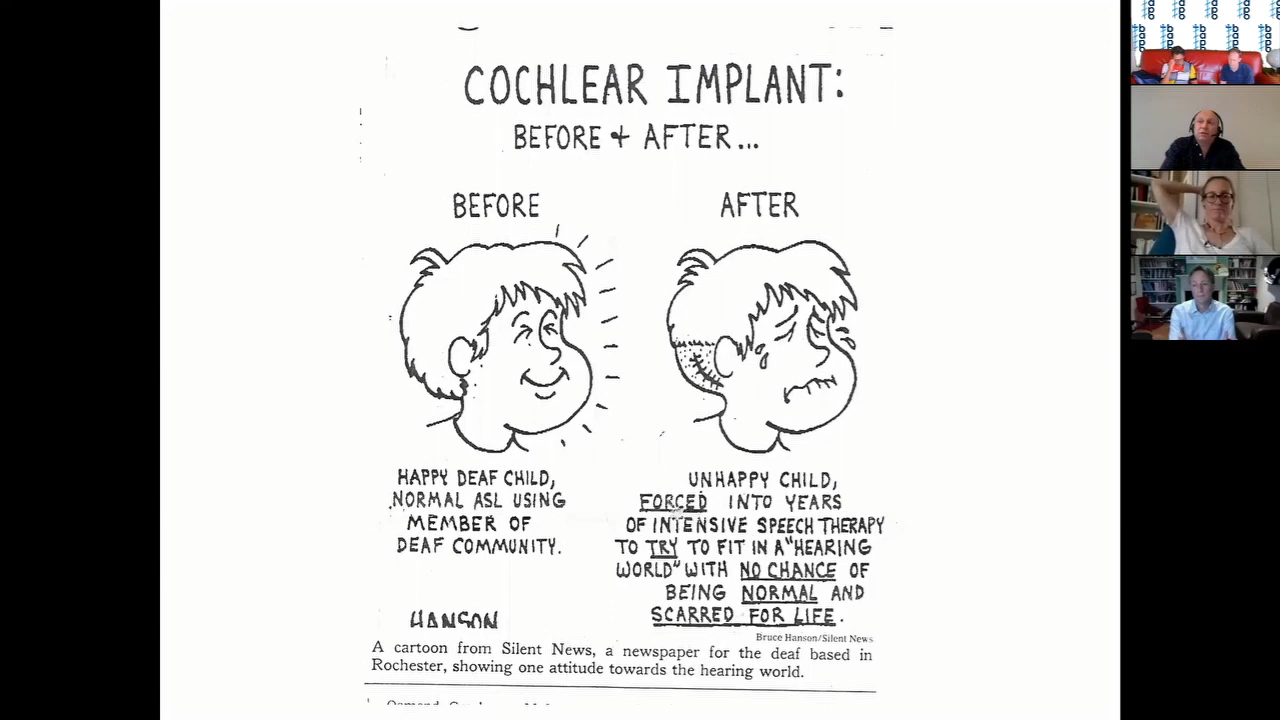 COCHLEAR IMPLANT:
BEFORE & AFTER...
BEFORE
AFTER
HAPPY DEAF CHILD,
NORMAL ASL USING
MEMBER OF
DEAF COMMUNITY.
UNHAPPY CHILD,
FORCED INTO YEARS
OF INTENSIVE SPEECH THERAPY
TO TRY TO FIT IN A "HEARING
WORLD" WITH NO CHANCE OF
BEING NORMAL AND
SCARRED FOR LIFE.
HANSON
Bruce Hanson/Silent News
A cartoon from Silent News, a newspaper for the deaf based in
Rochester, showing one attitude towards the hearing world.